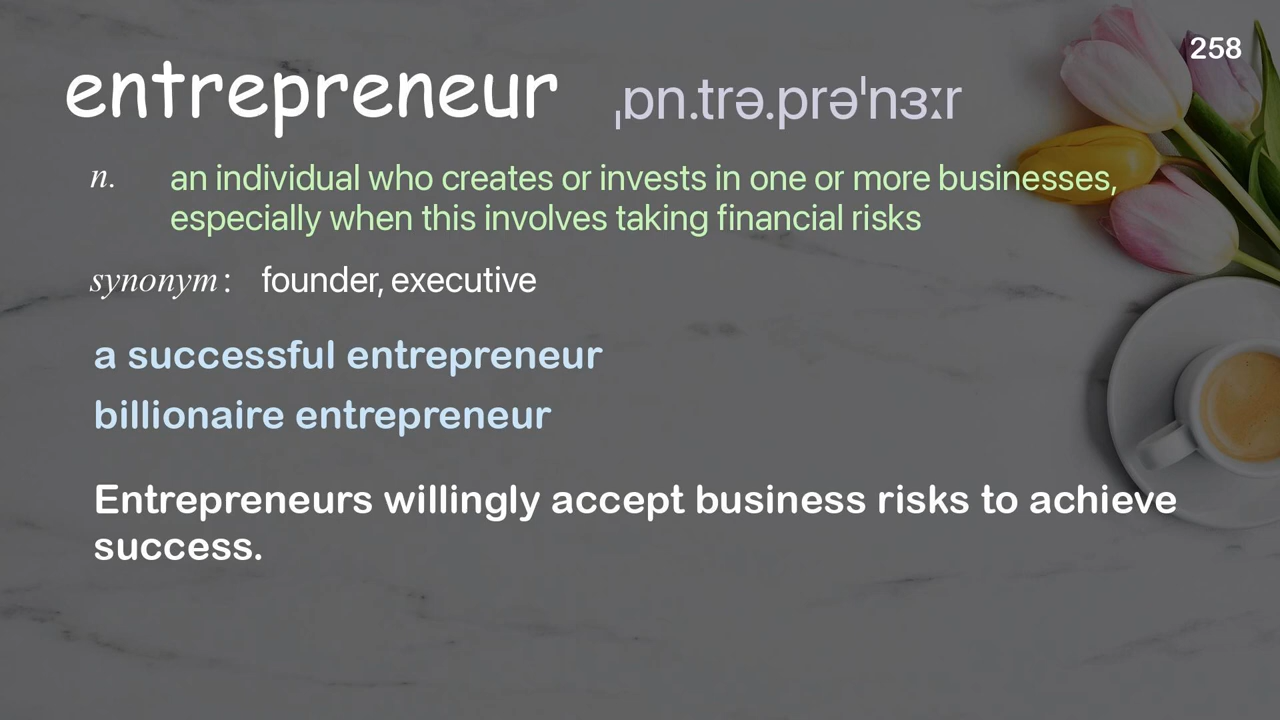 258
entrepreneur ˌɒn.trə.prəˈnɜːr
n. an individual who creates or invests in one or more businesses,
especially when this involves taking financial risks
synonym: founder, executive
a successful entrepreneur
billionaire entrepreneur
Entrepreneurs willingly accept business risks to achieve
success.